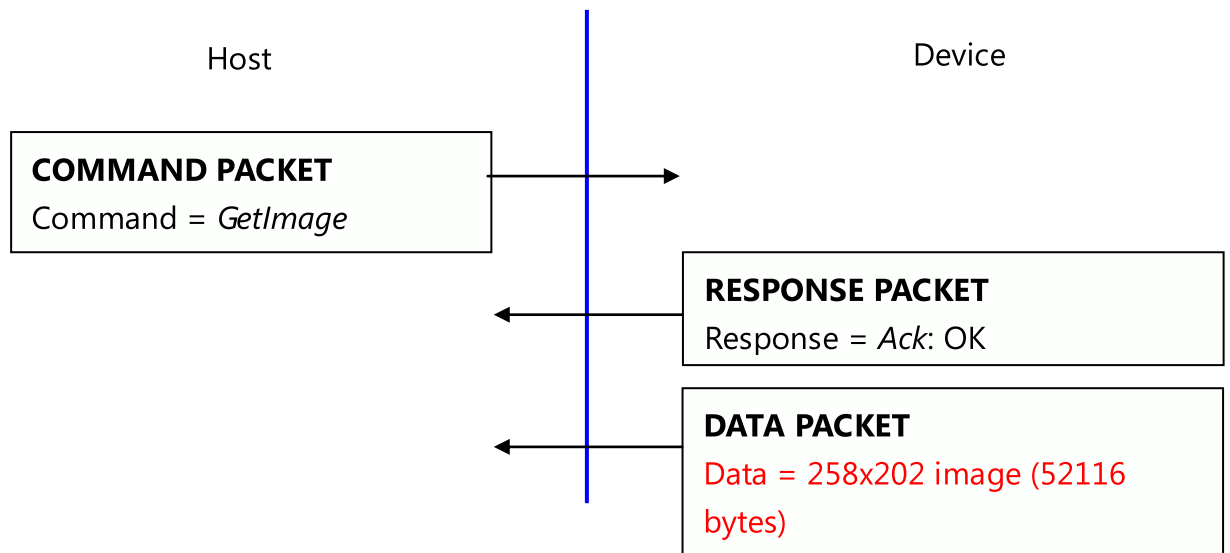 Host
Device
COMMAND PACKET
Command = GetImage
RESPONSE PACKET
Response = Ack: OK
DATA PACKET
Data = 258x202 image (52116
bytes)